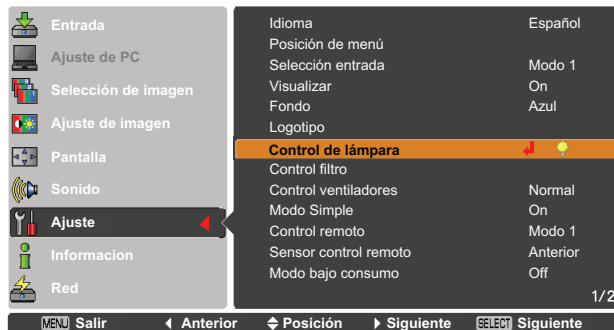 Entrada
Ajuste de PC
Selección de imagen
Ajuste de imagen
Pantalla
Sonido
Ajuste
Informacion
Red
Idioma Español
Posición de menú
Selección entrada Modo 1
Visualizar On
Fondo Azul
Logotipo
Control de lámpara
Control filtro
Control ventiladores Normal
Modo Simple On
Control remoto Modo 1
Sensor control remoto Anterior
Modo bajo consumo Off
1/2
MENU Salir Anterior Posición Siguiente SELECT Siguiente